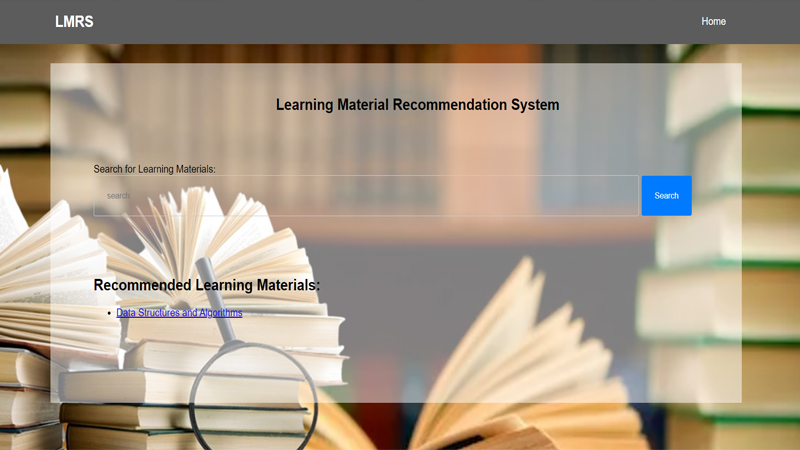 LMRS
Home
Learning Material Recommendation System
Search for Learning Materials:
search
Search
Recommended Learning Materials:
Data Structures and Algorithms